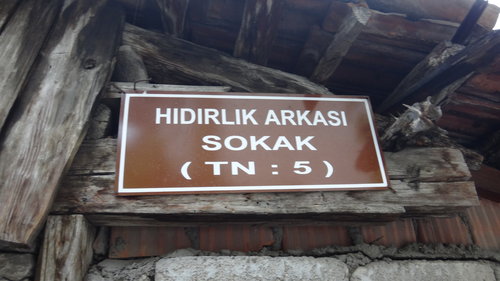 HIDIRLIK ARKASI
SOKAK
( TN : 5 )